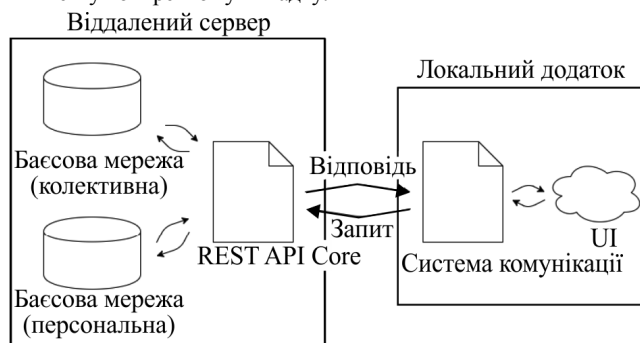 Віддалений сервер
Локальний додаток
Баєсова мережа
(колективна)
Відповідь
Запит
REST API Core
UI
Система комунікації
Баєсова мережа
(персональна)